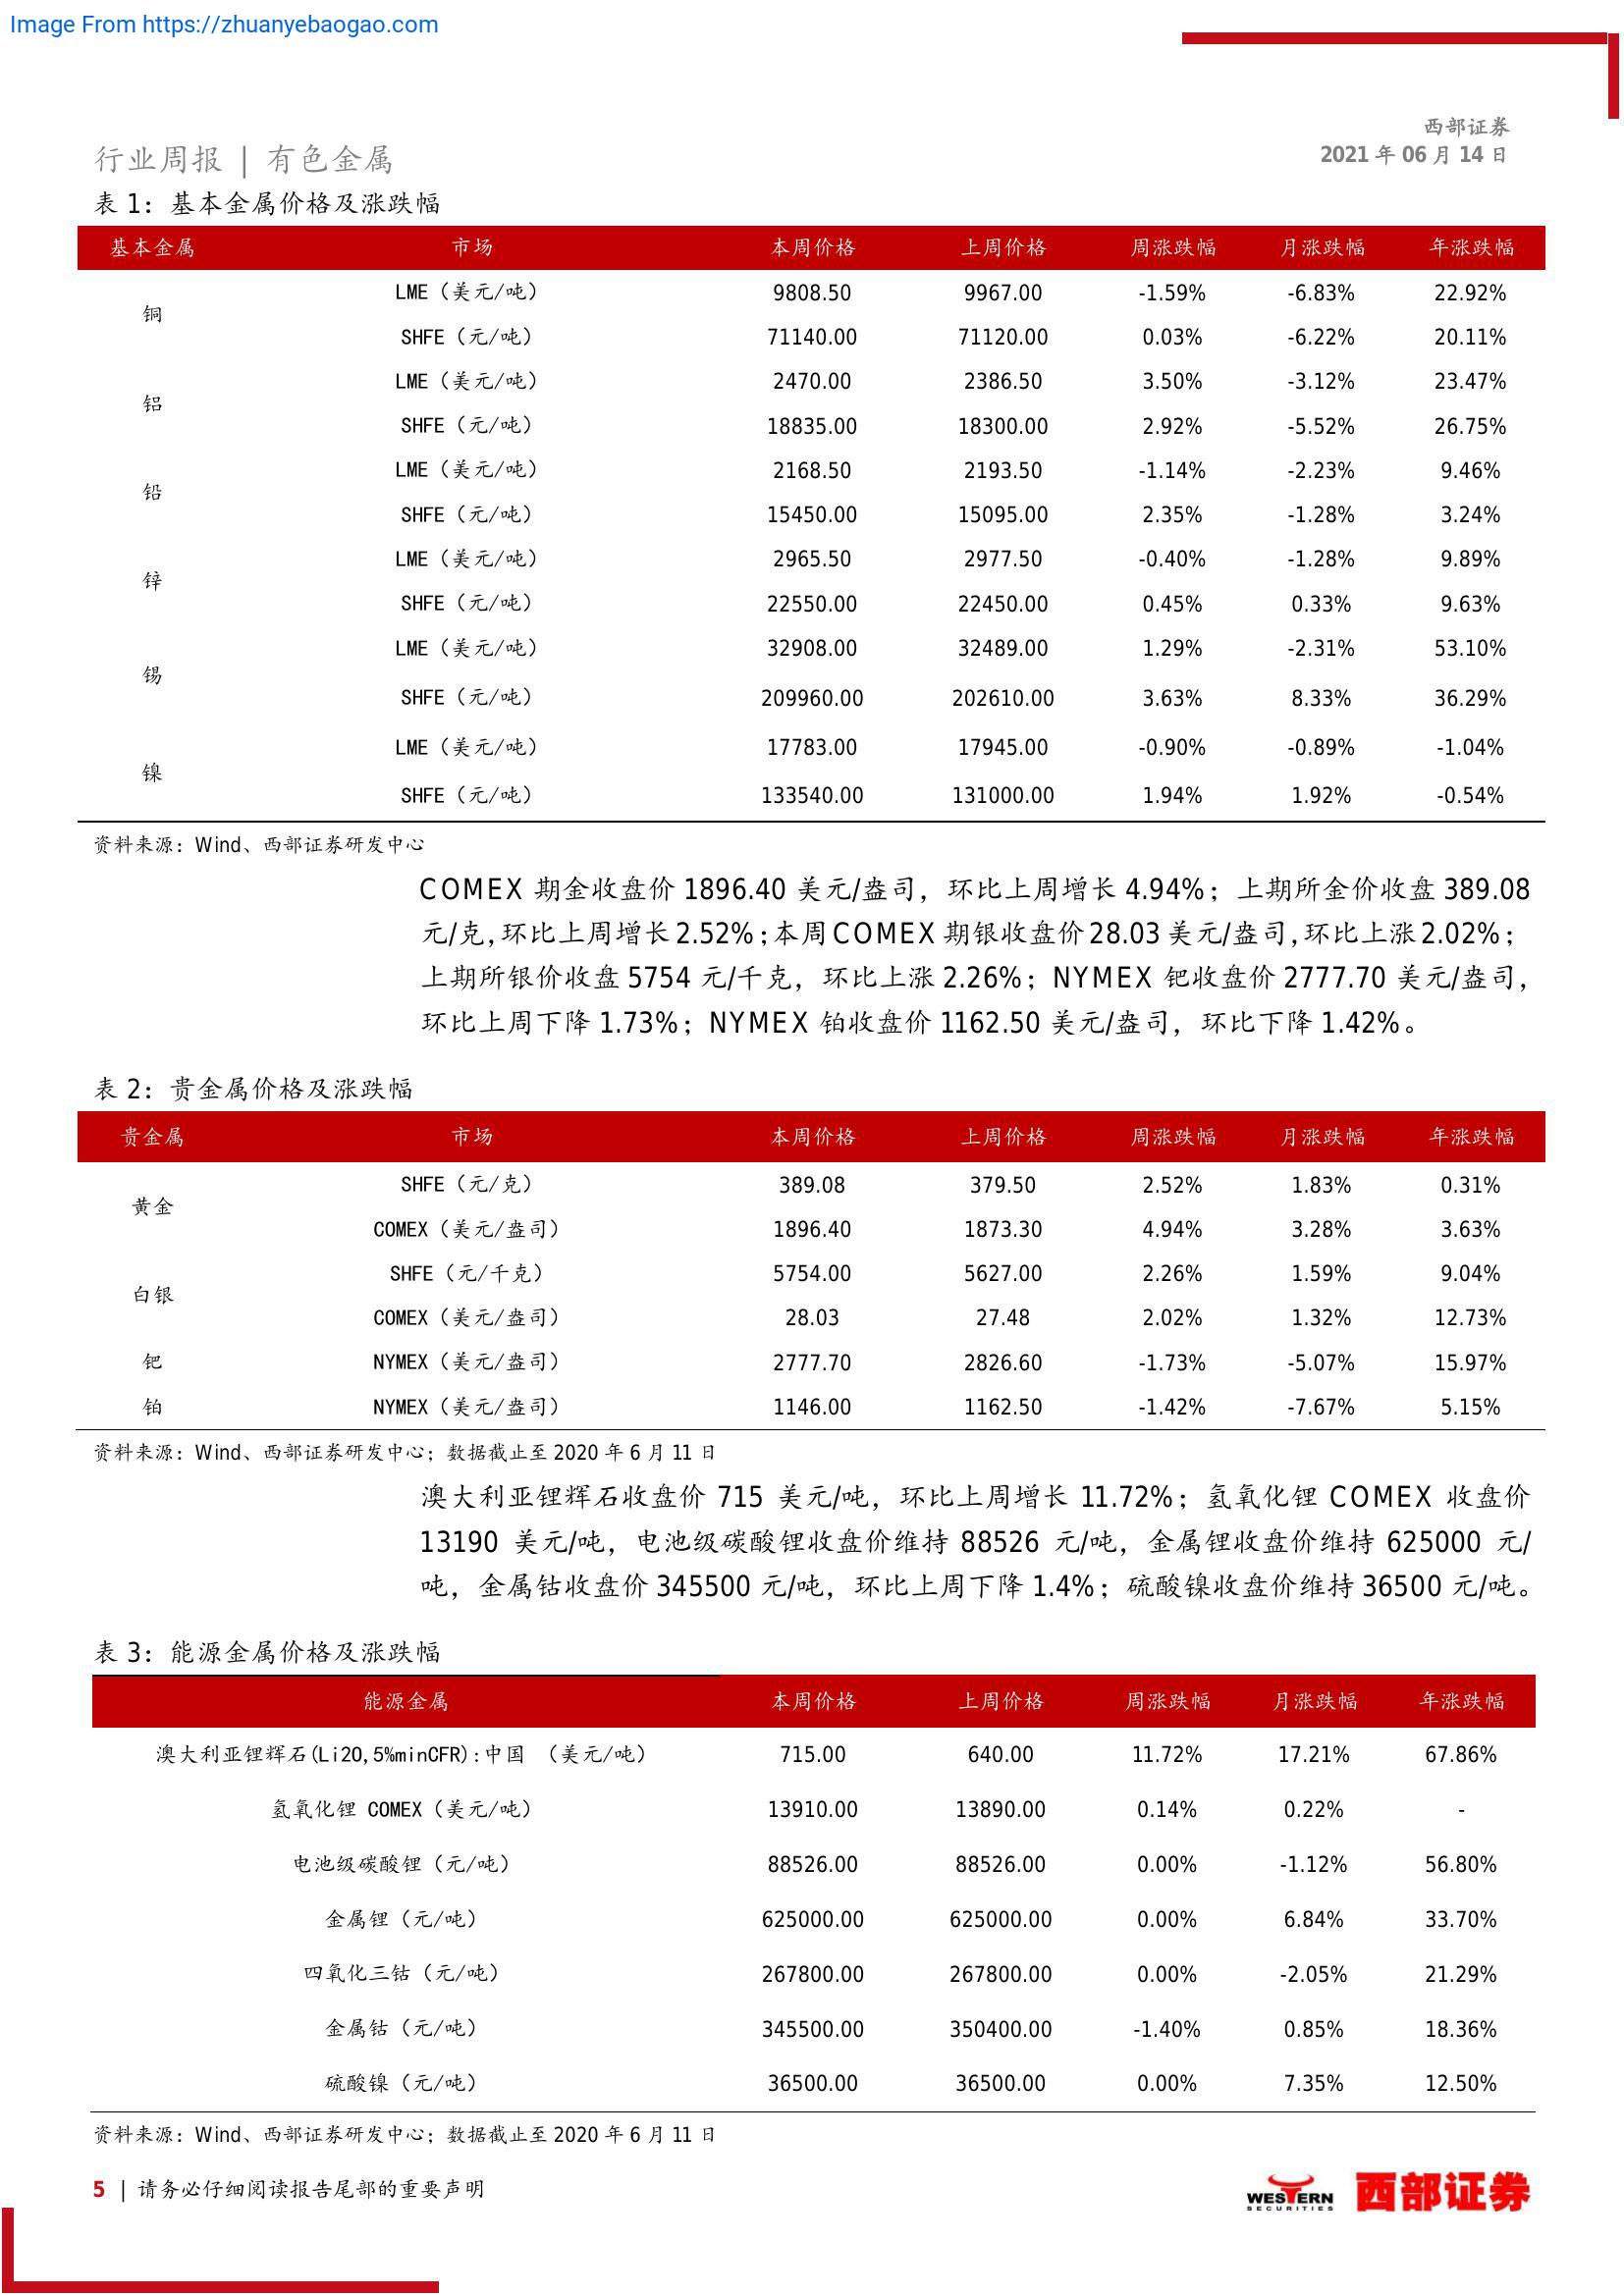 Image From https://zhuanyebaogao.com
西部证券
行业周报 | 有色金属
2021 年 06 月 14 日
表 1：基本金属价格及涨跌幅
基本金属 市场 本周价格 上周价格 周涨跌幅 月涨跌幅 年涨跌幅
铜
LME（美元/吨） 9808.50 9967.00 -1.59% -6.83% 22.92%
SHFE（元/吨） 71140.00 71120.00 0.03% -6.22% 20.11%
铝
LME（美元/吨） 2470.00 2386.50 3.50% -3.12% 23.47%
SHFE（元/吨） 18835.00 18300.00 2.92% -5.52% 26.75%
铅
LME（美元/吨） 2168.50 2193.50 -1.14% -2.23% 9.46%
SHFE（元/吨） 15450.00 15095.00 2.35% -1.28% 3.24%
锌
LME（美元/吨） 2965.50 2977.50 -0.40% -1.28% 9.89%
SHFE（元/吨） 22550.00 22450.00 0.45% 0.33% 9.63%
锡
LME（美元/吨） 32908.00 32489.00 1.29% -2.31% 53.10%
SHFE（元/吨） 209960.00 202610.00 3.63% 8.33% 36.29%
镍
LME（美元/吨） 17783.00 17945.00 -0.90% -0.89% -1.04%
SHFE（元/吨） 133540.00 131000.00 1.94% 1.92% -0.54%
资料来源：Wind、西部证券研发中心
COMEX 期金收盘价 1896.40 美元/盎司，环比上周增长 4.94%；上期所金价收盘 389.08
元/克，环比上周增长 2.52%；本周 COMEX 期银收盘价 28.03 美元/盎司，环比上涨 2.02%；
上期所银价收盘 5754 元/千克，环比上涨 2.26%；NYMEX 钯收盘价 2777.70 美元/盎司，
环比上周下降 1.73%；NYMEX 铂收盘价 1162.50 美元/盎司，环比下降 1.42%。
表 2：贵金属价格及涨跌幅
贵金属 市场 本周价格 上周价格 周涨跌幅 月涨跌幅 年涨跌幅
黄金
SHFE（元/克） 389.08 379.50 2.52% 1.83% 0.31%
COMEX（美元/盎司） 1896.40 1873.30 4.94% 3.28% 3.63%
白银
SHFE（元/千克） 5754.00 5627.00 2.26% 1.59% 9.04%
COMEX（美元/盎司） 28.03 27.48 2.02% 1.32% 12.73%
钯 NYMEX（美元/盎司） 2777.70 2826.60 -1.73% -5.07% 15.97%
铂 NYMEX（美元/盎司） 1146.00 1162.50 -1.42% -7.67% 5.15%
资料来源：Wind、西部证券研发中心；数据截止至 2020 年 6 月 11 日
澳大利亚锂辉石收盘价 715 美元/吨，环比上周增长 11.72%；氢氧化锂 COMEX 收盘价
13190 美元/吨，电池级碳酸锂收盘价维持 88526 元/吨，金属锂收盘价维持 625000 元/
吨，金属钴收盘价 345500 元/吨，环比上周下降 1.4%；硫酸镍收盘价维持 36500 元/吨。
表 3：能源金属价格及涨跌幅
能源金属 本周价格 上周价格 周涨跌幅 月涨跌幅 年涨跌幅
澳大利亚锂辉石(Li2O,5%minCFR):中国 （美元/吨） 715.00 640.00 11.72% 17.21% 67.86%
氢氧化锂 COMEX（美元/吨） 13910.00 13890.00 0.14% 0.22% -
电池级碳酸锂（元/吨） 88526.00 88526.00 0.00% -1.12% 56.80%
金属锂（元/吨） 625000.00 625000.00 0.00% 6.84% 33.70%
四氧化三钴（元/吨） 267800.00 267800.00 0.00% -2.05% 21.29%
金属钴（元/吨） 345500.00 350400.00 -1.40% 0.85% 18.36%
硫酸镍（元/吨） 36500.00 36500.00 0.00% 7.35% 12.50%
资料来源：Wind、西部证券研发中心；数据截止至 2020 年 6 月 11 日
5 | 请务必仔细阅读报告尾部的重要声明
WESTERN
SECURITIES
西部证券